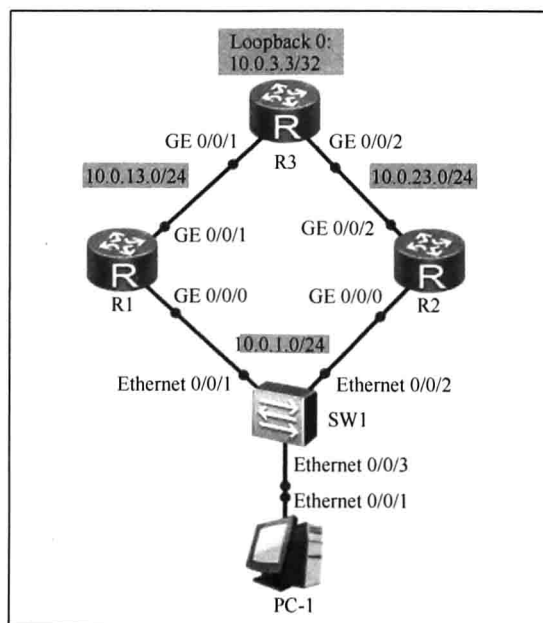 Loopback 0:
10.0.3.3/32
R
GE 0/0/1
GE 0/0/2
R3
10.0.13.0/24
10.0.23.0/24
GE 0/0/1
GE 0/0/2
R
R
R1
GE 0/0/0
GE 0/0/0
R2
10.0.1.0/24
Ethernet 0/0/1
Ethernet 0/0/2
SW1
Ethernet 0/0/3
Ethernet 0/0/1
PC-1